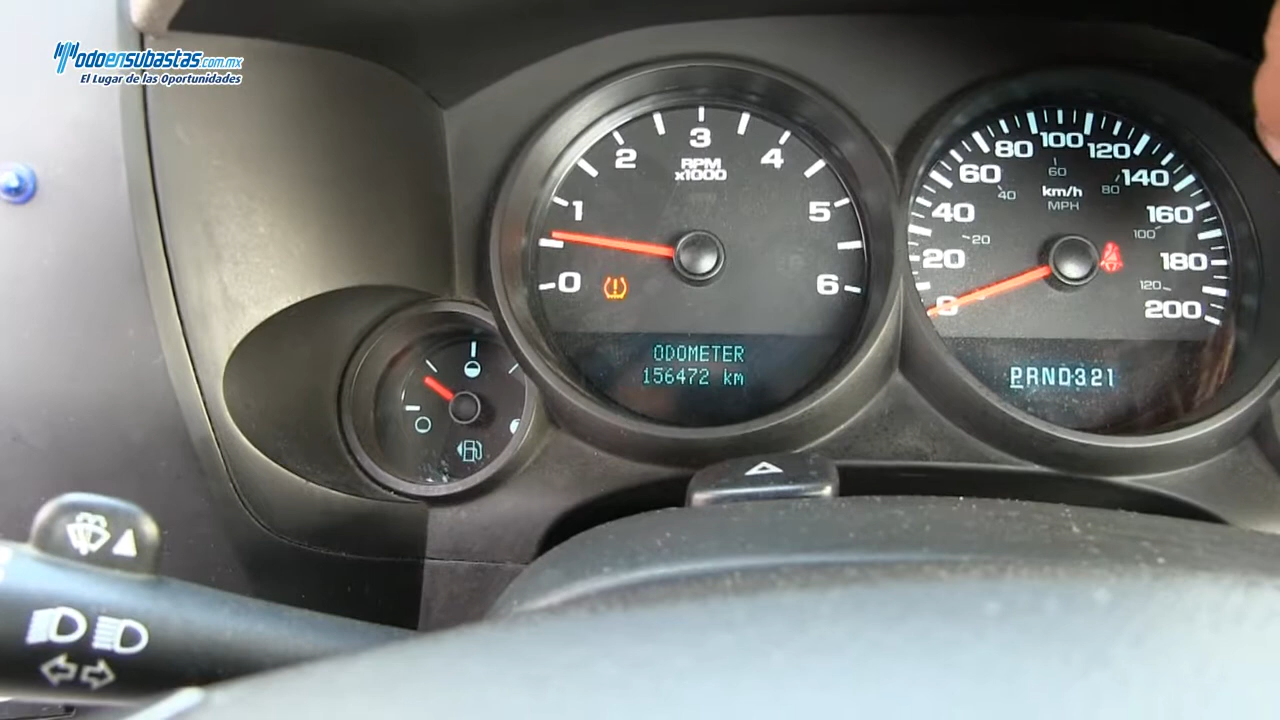 Modoensubastas.com.mx
El Lugar de las Oportunidades
0
1
2
3
4
5
6
RPM
x1000
ODOMETER
156472 km
0
20
40
60
80
100
120
140
160
180
200
20
40
60
80
100
120
km/h
MPH
PRND321